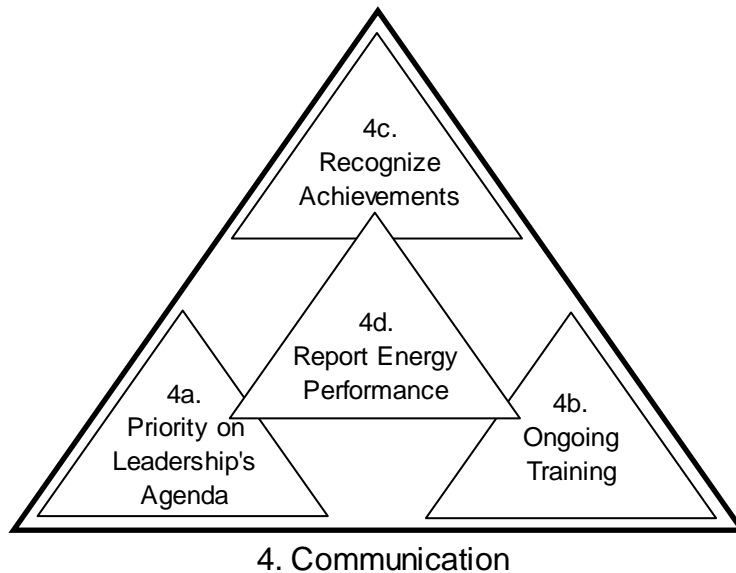 4c.
Recognize
Achievements
4d.
Report Energy
Performance
4a.
Priority on
Leadership's
Agenda
4b.
Ongoing
Training
4. Communication